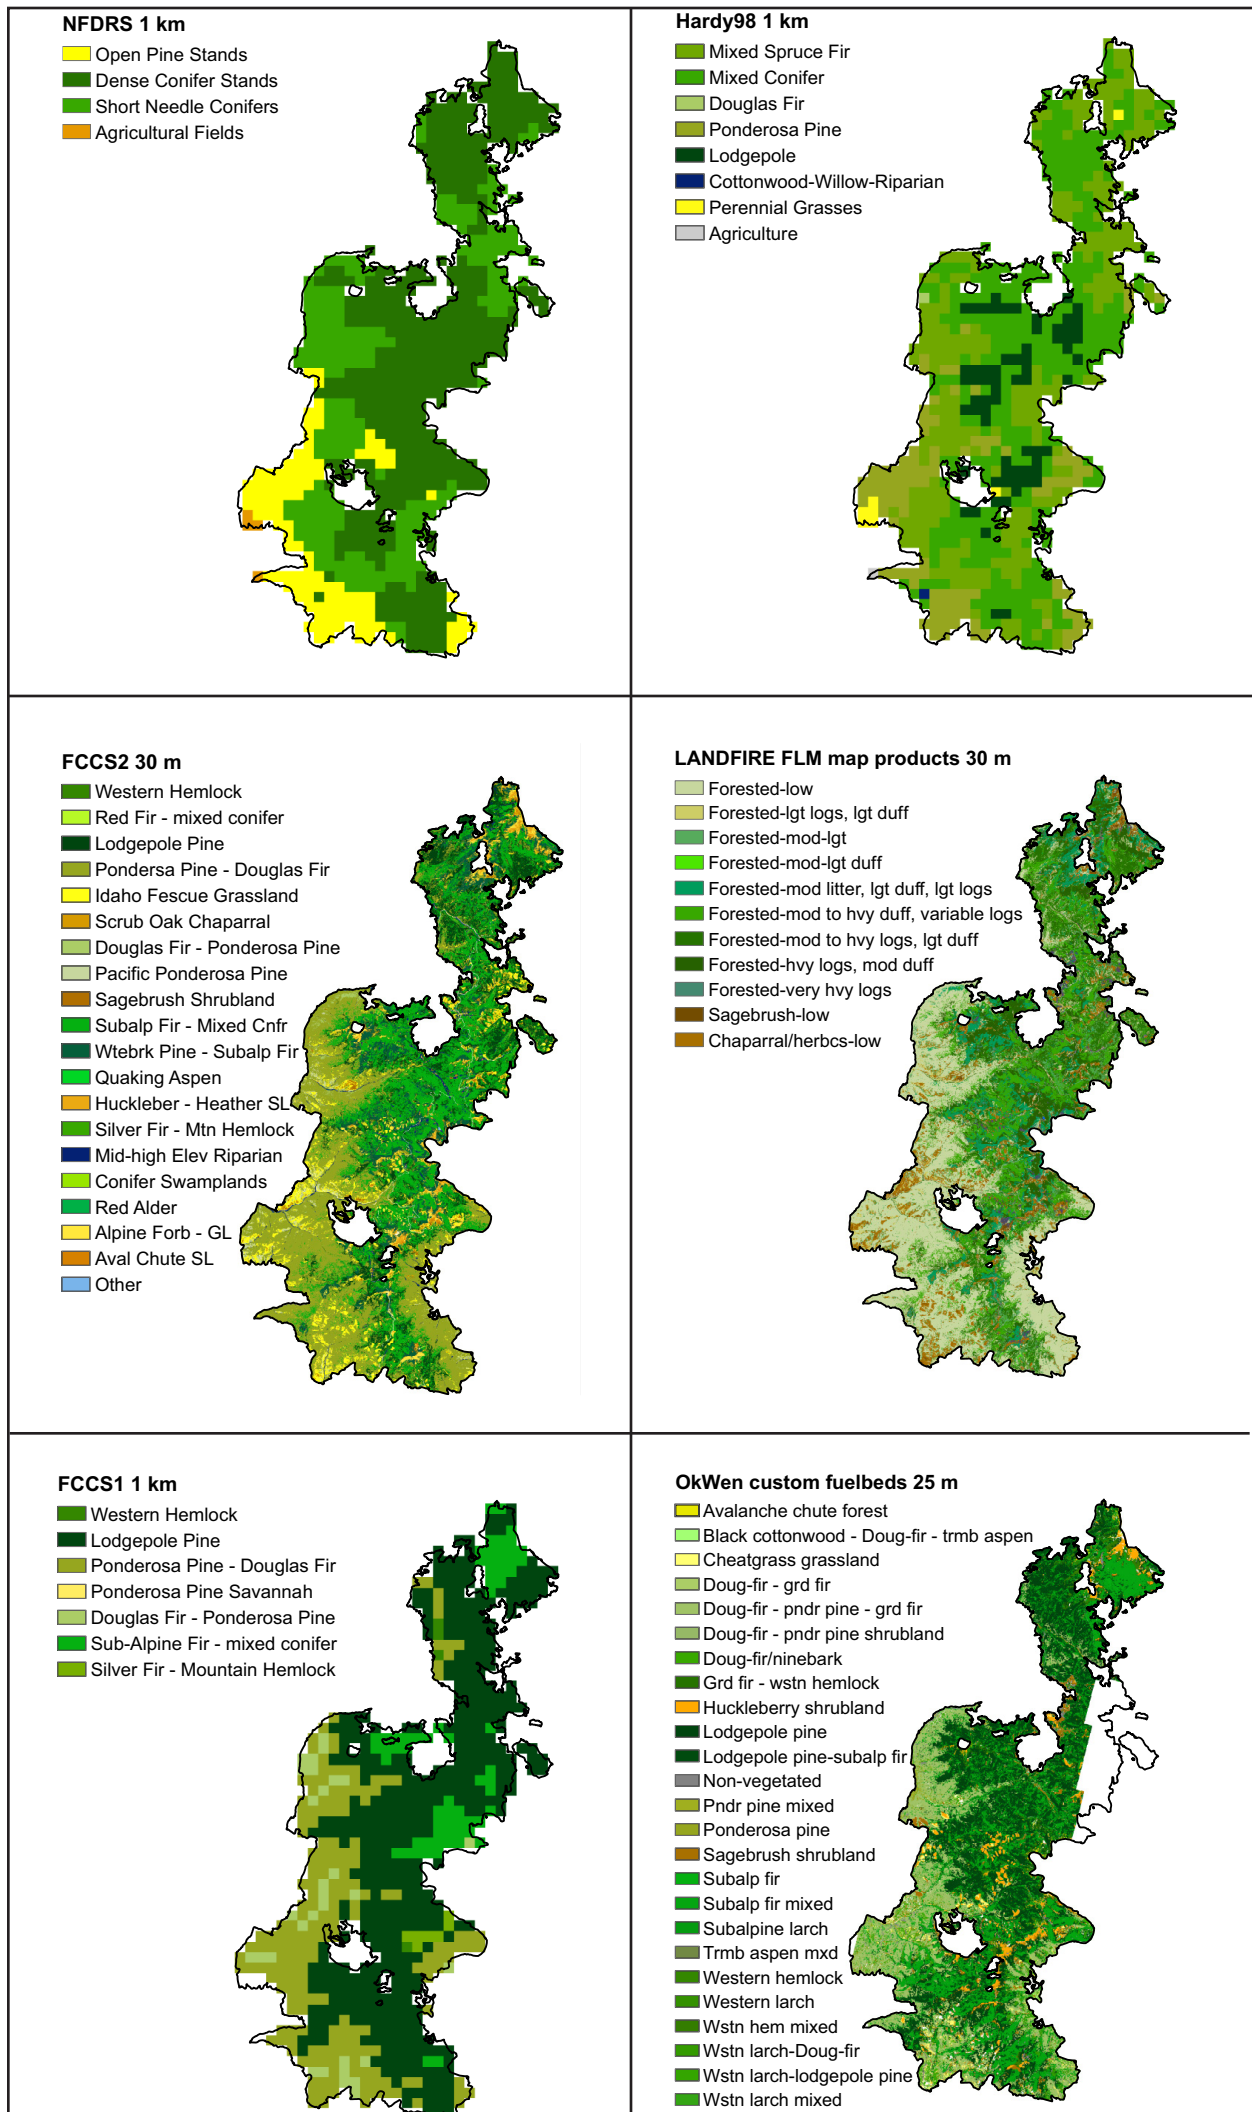 NFDRS 1 km
Open Pine Stands
Dense Conifer Stands
Short Needle Conifers
Agricultural Fields
Hardy98 1 km
Mixed Spruce Fir
Mixed Conifer
Douglas Fir
Ponderosa Pine
Lodgepole
Cottonwood-Willow-Riparian
Perennial Grasses
Agriculture
FCCS2 30 m
Western Hemlock
Red Fir - mixed conifer
Lodgepole Pine
Pondersa Pine - Douglas Fir
Idaho Fescue Grassland
Scrub Oak Chaparral
Douglas Fir - Ponderosa Pine
Pacific Ponderosa Pine
Sagebrush Shrubland
Subalp Fir - Mixed Cnfr
Wtebrk Pine - Subalp Fir
Quaking Aspen
Huckleber - Heather SL
Silver Fir - Mtn Hemlock
Mid-high Elev Riparian
Conifer Swamplands
Red Alder
Alpine Forb - GL
Aval Chute SL
Other
LANDFIRE FLM map products 30 m
Forested-low
Forested-lgt logs, lgt duff
Forested-mod-lgt
Forested-mod-lgt duff
Forested-mod litter, lgt duff, lgt logs
Forested-mod to hvy duff, variable logs
Forested-mod to hvy logs, lgt duff
Forested-hvy logs, mod duff
Forested-very hvy logs
Sagebrush-low
Chaparral/herbcs-low
FCCS1 1 km
Western Hemlock
Lodgepole Pine
Ponderosa Pine - Douglas Fir
Ponderosa Pine Savannah
Douglas Fir - Ponderosa Pine
Sub-Alpine Fir - mixed conifer
Silver Fir - Mountain Hemlock
OkWen custom fuelbeds 25 m
Avalanche chute forest
Black cottonwood - Doug-fir - trmb aspen
Cheatgrass grassland
Doug-fir - grd fir
Doug-fir - pndr pine - grd fir
Doug-fir - pndr pine shrubland
Doug-fir/ninebark
Grd fir - wstn hemlock
Huckleberry shrubland
Lodgepole pine
Lodgepole pine-subalp fir
Non-vegetated
Pndr pine mixed
Ponderosa pine
Sagebrush shrubland
Subalp fir
Subalp fir mixed
Subalpine larch
Trmb aspen mxd
Western hemlock
Western larch
Wstn hem mixed
Wstn larch-Doug-fir
Wstn larch-lodgepole pine
Wstn larch mixed